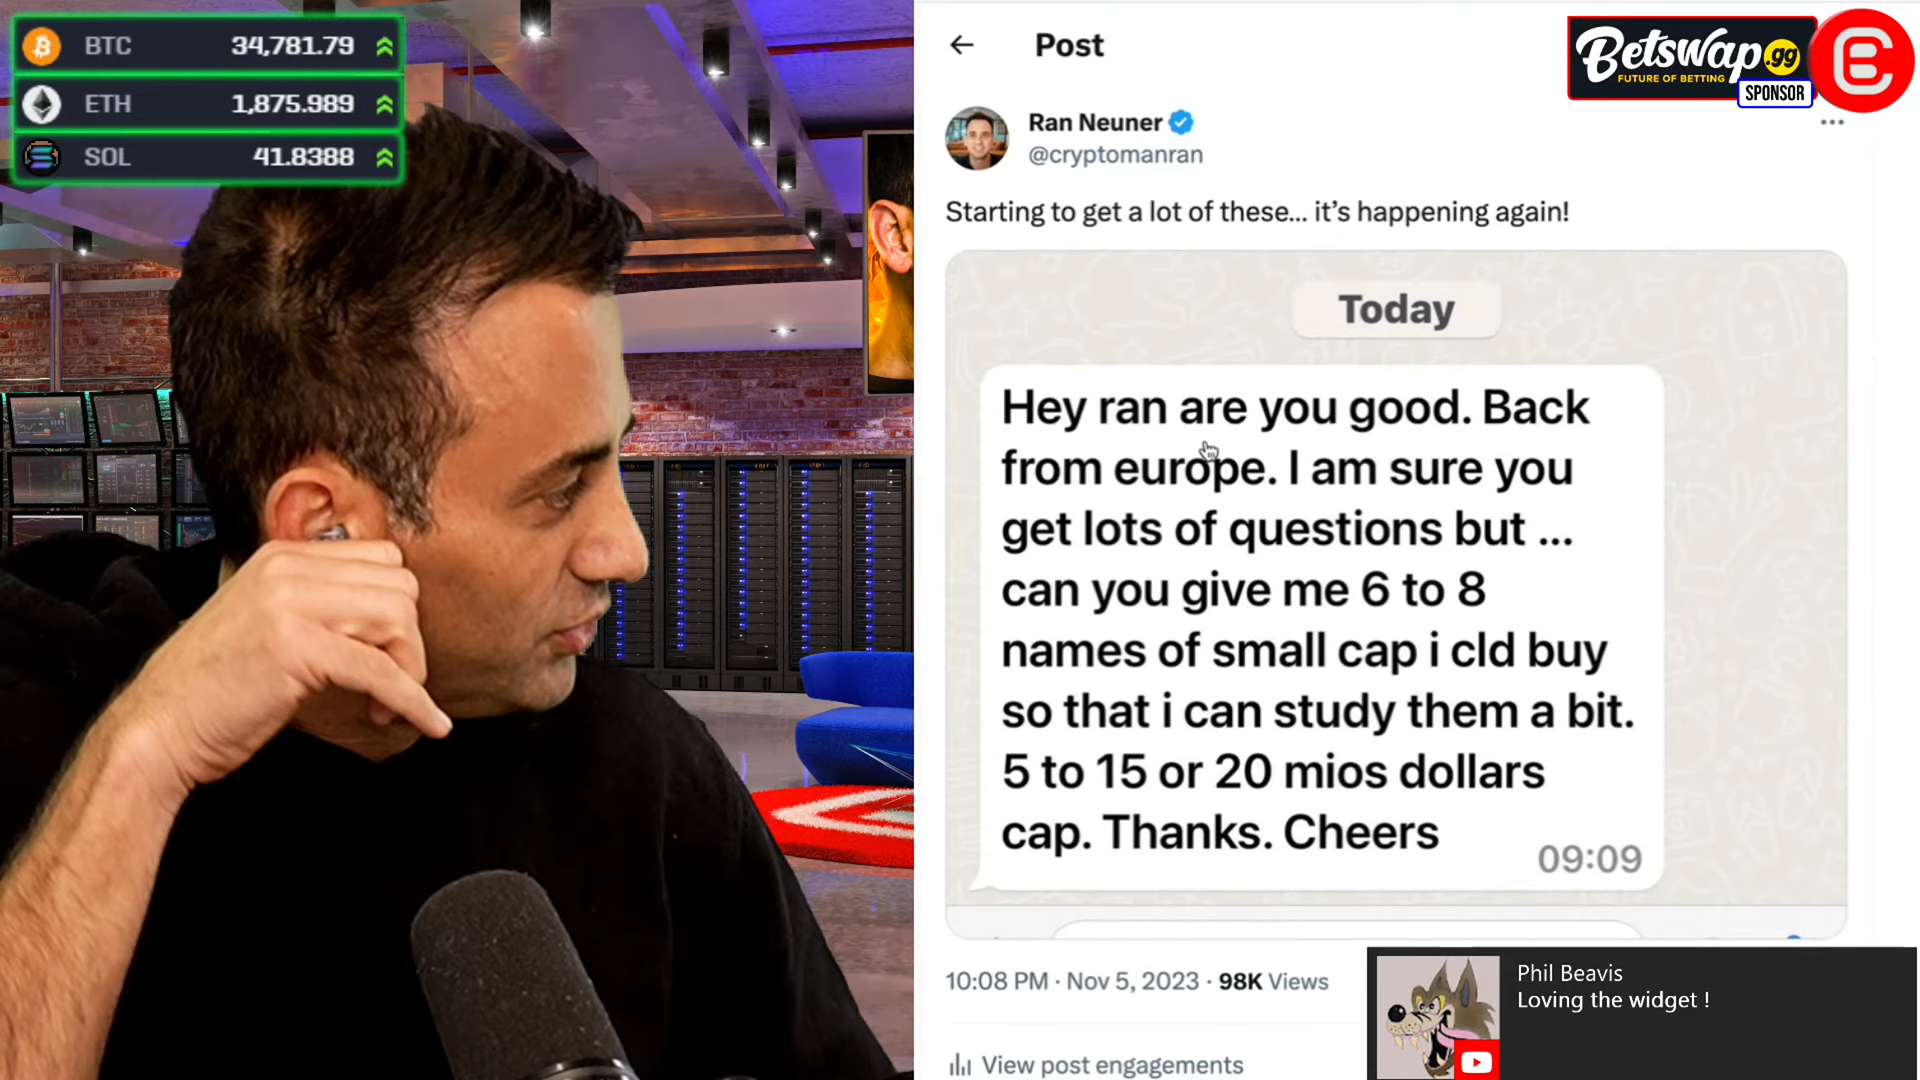 BTC 34,781.79
ETH 1,875.989
SOL 41.8388
Post
Betswap.gg
FUTURE OF BETTING
SPONSOR
Ran Neuner
@cryptomanran
Starting to get a lot of these... it's happening again!
Today
Hey ran are you good. Back
from europe. I am sure you
get lots of questions but ...
can you give me 6 to 8
names of small cap i cld buy
so that i can study them a bit.
5 to 15 or 20 mios dollars
cap. Thanks. Cheers
09:09
10:08 PM · Nov 5, 2023 · 98K Views
View post engagements
Phil Beavis
Loving the widget !